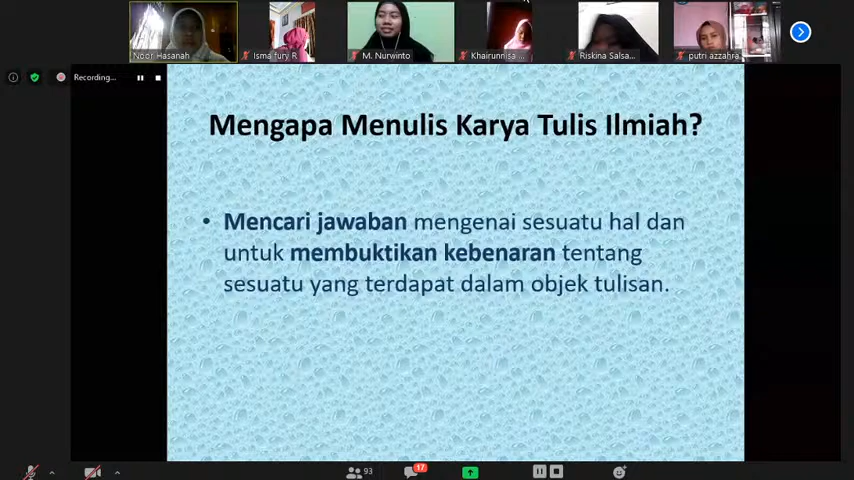 Noor Hasanah
Isma fury R
M. Nurwinto
Khairunnisa ...
Riskina Salsa...
putri azzahra
Recording...
Mengapa Menulis Karya Tulis Ilmiah?
• Mencari jawaban mengenai sesuatu hal dan
untuk membuktikan kebenaran tentang
sesuatu yang terdapat dalam objek tulisan.
93
17